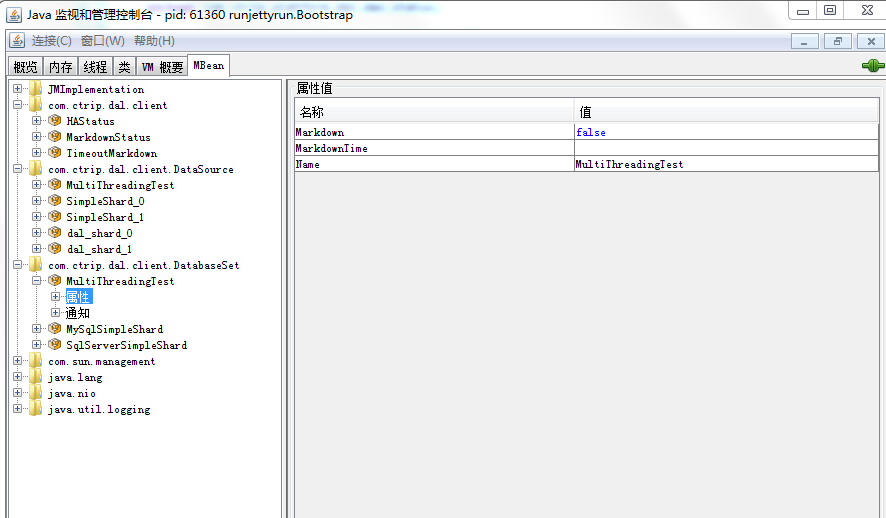 Java 监视和管理控制台 - pid: 61360 runjettyrun.Bootstrap
连接(C) 窗口(W) 帮助(H)
概览 内存 线程 类 VM 概要 MBean
JMImplementation
com.ctrip.dal.client
HAStatus
MarkdownStatus
TimeoutMarkdown
com.ctrip.dal.client.DataSource
MultiThreadingTest
SimpleShard_0
SimpleShard_1
dal_shard_0
dal_shard_1
com.ctrip.dal.client.DatabaseSet
MultiThreadingTest
属性
通知
MySqlSimpleShard
SqlServerSimpleShard
com.sun.management
java.lang
java.nio
java.util.logging
属性值
名称 值
Markdown false
MarkdownTime
Name MultiThreadingTest